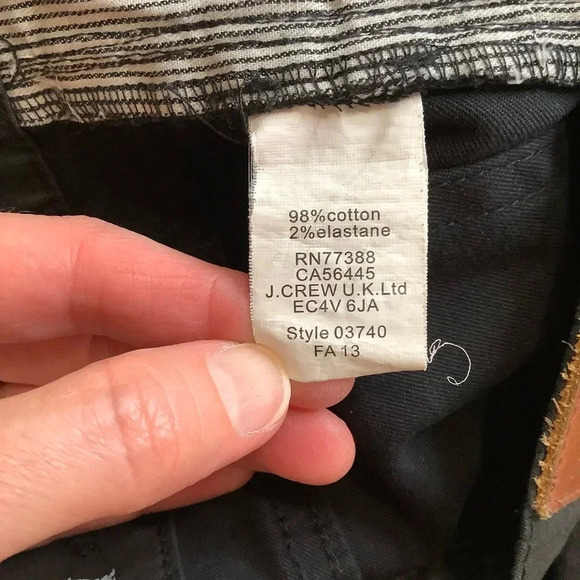 98%cotton
2%elastane
RN77388
CA56445
J.CREW U.K.Ltd
EC4V 6JA
Style 03740
FA 13